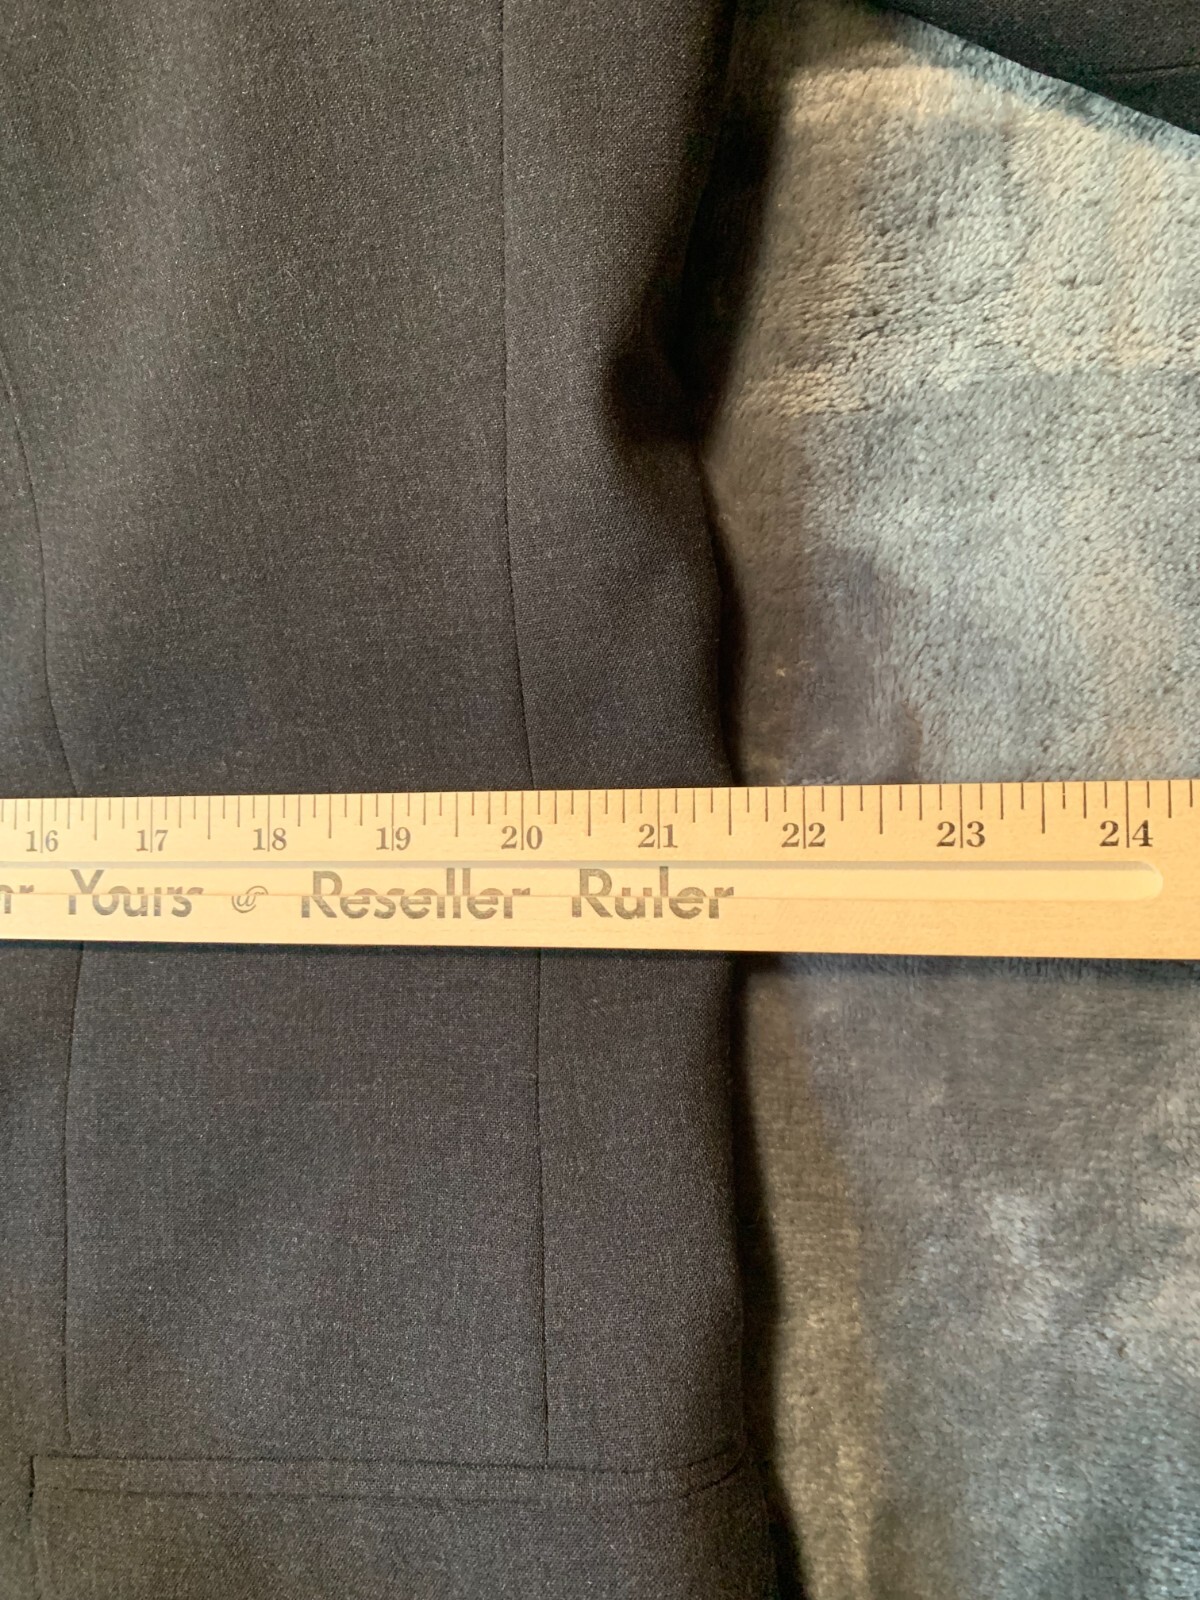 16 17 18 19 20 21 22 23 24
Yours @ Reseller Ruler